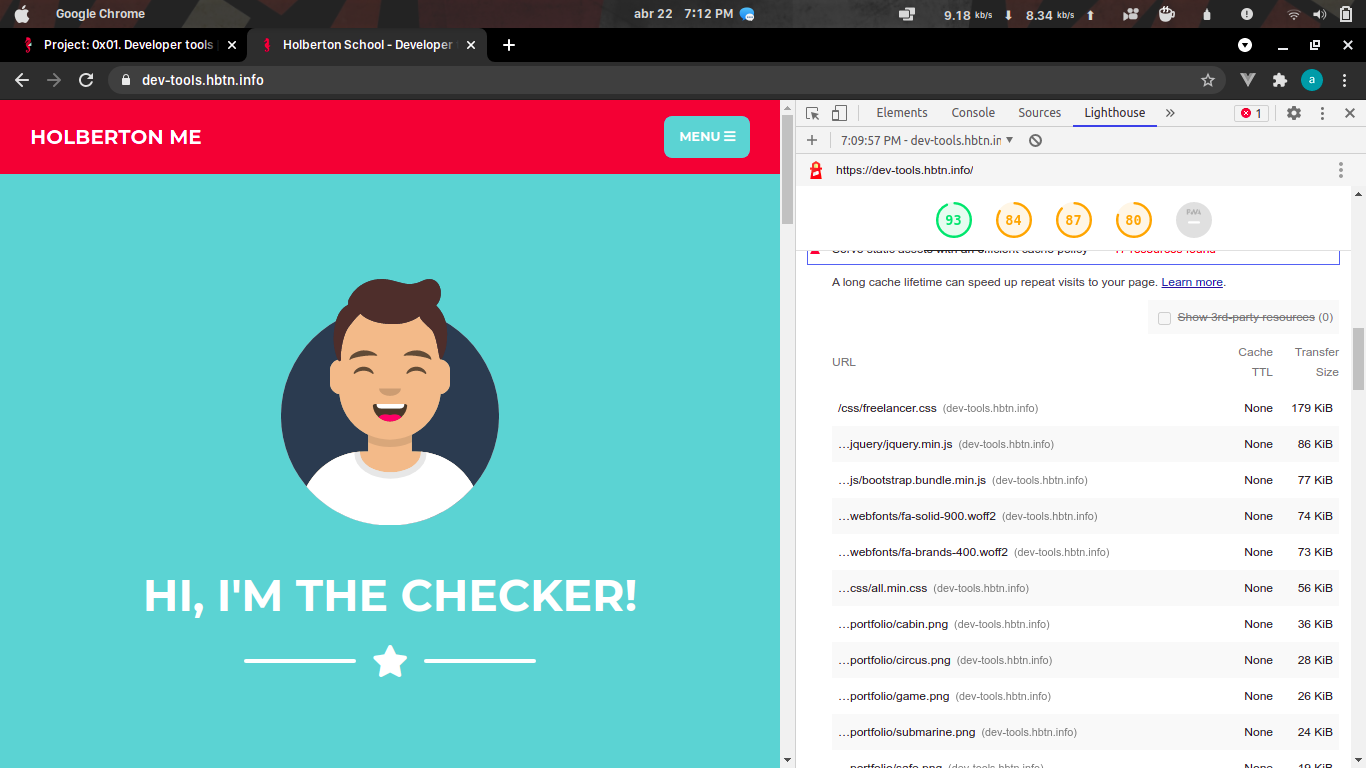 Google Chrome
abr 22 7:12 PM
9.18 kb/s 8.34 kb/s
Project: 0x01. Developer tools
Holberton School - Developer
dev-tools.hbtn.info
a
HOLBERTON ME
MENU
HI, I'M THE CHECKER!
Elements Console Sources Lighthouse 1
7:09:57 PM - dev-tools.hbtn.in
https://dev-tools.hbtn.info/
93 84 87 80 PWA
Serve static assets with an efficient cache policy 11 resources found
A long cache lifetime can speed up repeat visits to your page. Learn more.
Show 3rd-party resources (0)
URL Cache TTL Transfer Size
/css/freelancer.css (dev-tools.hbtn.info) None 179 KiB
…jquery/jquery.min.js (dev-tools.hbtn.info) None 86 KiB
…js/bootstrap.bundle.min.js (dev-tools.hbtn.info) None 77 KiB
…webfonts/fa-solid-900.woff2 (dev-tools.hbtn.info) None 74 KiB
…webfonts/fa-brands-400.woff2 (dev-tools.hbtn.info) None 73 KiB
…css/all.min.css (dev-tools.hbtn.info) None 56 KiB
…portfolio/cabin.png (dev-tools.hbtn.info) None 36 KiB
…portfolio/circus.png (dev-tools.hbtn.info) None 28 KiB
…portfolio/game.png (dev-tools.hbtn.info) None 26 KiB
…portfolio/submarine.png (dev-tools.hbtn.info) None 24 KiB
…portfolio/safe.png (dev-tools.hbtn.info) None 19 KiB